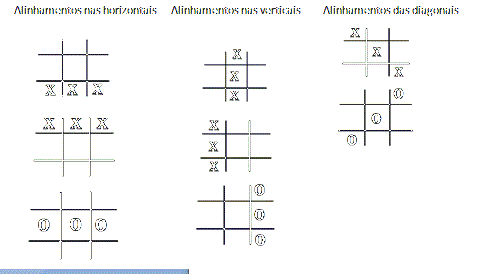 Alinhamentos nas horizontais
Alinhamentos nas verticais
Alinhamentos das diagonais
X
X
X
X
X
X
X
X
X
O
O
X X X
O
X X X
X
X
X
O
O
O O O
O